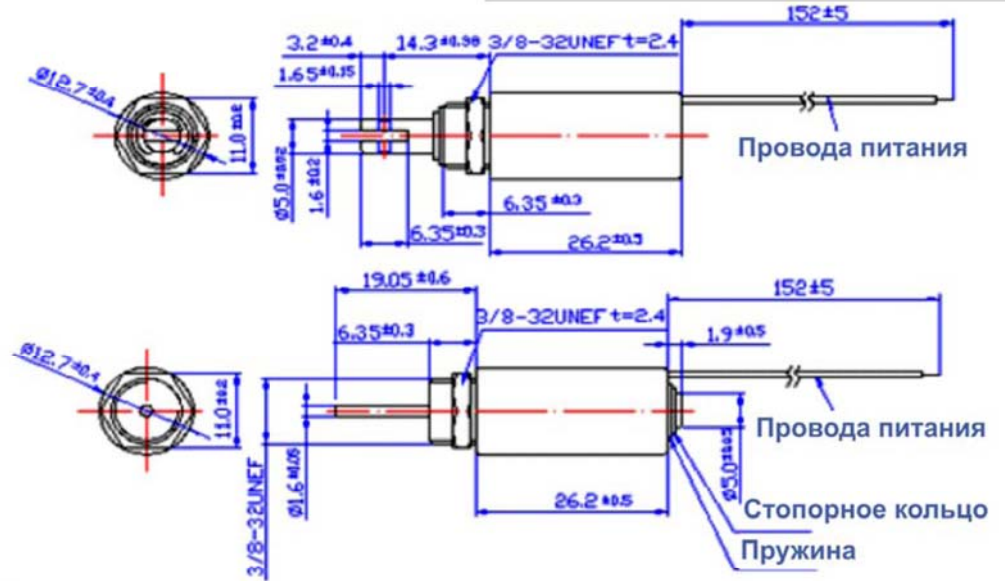 152±5
3.2±0.4
14.3±0.98
3/8-32UNEF t=2.4
1.65±0.15
Ø12.7±0.4
11.0±0.2
Ø5.0±0.02
1.6±0.2
Провода питания
6.35±0.3
6.35±0.3
26.2±0.5
19.05±0.6
152±5
3/8-32UNEF t=2.4
6.35±0.3
1.9±0.5
Ø12.7±0.4
11.0±0.2
3/8-32UNEF
Ø1.6±0.05
Ø5.0±0.05
Провода питания
26.2±0.5
Стопорное кольцо
Пружина